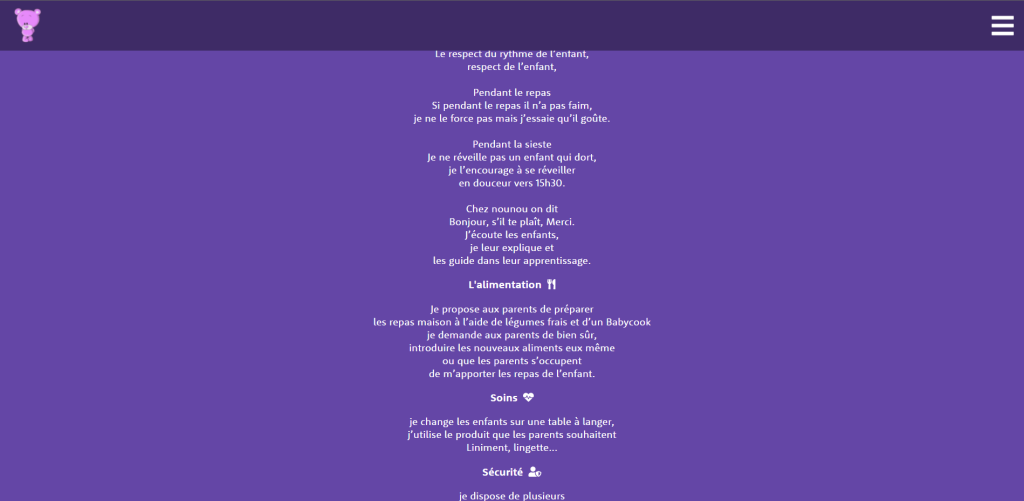 Le respect du rythme de l’enfant,
respect de l’enfant,
Pendant le repas
Si pendant le repas il n’a pas faim,
je ne le force pas mais j’essaie qu’il goûte.
Pendant la sieste
Je ne réveille pas un enfant qui dort,
je l’encourage à se réveiller
en douceur vers 15h30.
Chez nounou on dit
Bonjour, s’il te plaît, Merci.
J’écoute les enfants,
je leur explique et
les guide dans leur apprentissage.
L'alimentation
Je propose aux parents de préparer
les repas maison à l’aide de légumes frais et d’un Babycook
je demande aux parents de bien sûr,
introduire les nouveaux aliments eux même
ou que les parents s’occupent
de m’apporter les repas de l’enfant.
Soins
je change les enfants sur une table à langer,
j’utilise le produit que les parents souhaitent
Liniment, lingette...
Sécurité
je dispose de plusieurs